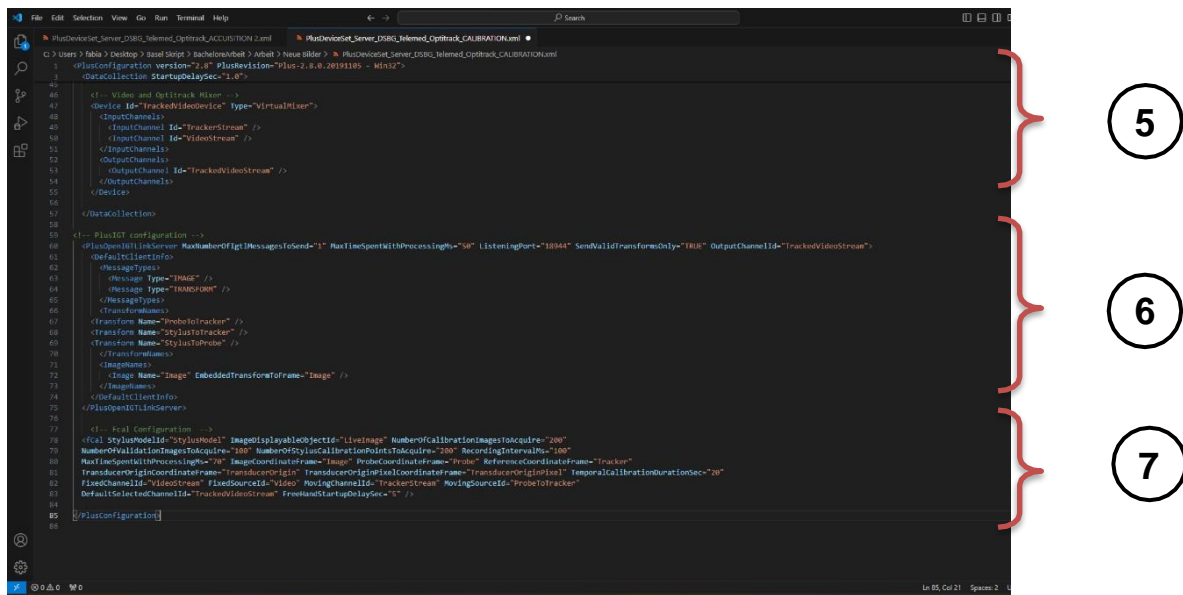 File Edit Selection View Go Run Terminal Help
Search
PlusDeviceSet_Server_DSBG_Telemed_Optitrack_ACCUISITION 2.xml PlusDeviceSet_Server_DSBG_Telemed_Optitrack_CALIBRATION.xml
C: > Users > fabia > Desktop > Basel Skript > BacheloreArbeit > Arbeit > Neue Bilder > PlusDeviceSet_Server_DSBG_Telemed_Optitrack_CALIBRATION.xml
1 <PlusConfiguration version="2.8" PlusRevision="Plus-2.8.0.20191105 - Win32">
3 <DataCollection StartupDelaySec="1.0">
45
46 <!-- Video and Optitrack Mixer -->
47 <Device Id="TrackedVideoDevice" Type="VirtualMixer">
48 <InputChannels>
49 <InputChannel Id="TrackerStream" />
50 <InputChannel Id="VideoStream" />
51 </InputChannels>
52 <OutputChannels>
53 <OutputChannel Id="TrackedVideoStream" />
54 </OutputChannels>
55 </Device>
56
57 </DataCollection>
58
59 <!-- PlusIGT configuration -->
60 <PlusOpenIGTLinkServer MaxNumberOfIgtlMessagesToSend="1" MaxTimeSpentWithProcessingMs="50" ListeningPort="18944" SendValidTransformsOnly="TRUE" OutputChannelId="TrackedVideoStream">
61 <DefaultClientInfo>
62 <MessageTypes>
63 <Message Type="IMAGE" />
64 <Message Type="TRANSFORM" />
65 </MessageTypes>
66 <TransformNames>
67 <Transform Name="ProbeToTracker" />
68 <Transform Name="StylusToTracker" />
69 <Transform Name="StylusToProbe" />
70 </TransformNames>
71 <ImageNames>
72 <Image Name="Image" EmbeddedTransformToFrame="Image" />
73 </ImageNames>
74 </DefaultClientInfo>
75 </PlusOpenIGTLinkServer>
76
77 <!-- Fcal Configuration -->
78 <fCal StylusModelId="StylusModel" ImageDisplayableObjectId="LiveImage" NumberOfCalibrationImagesToAcquire="200"
79 NumberOfValidationImagesToAcquire="100" NumberOfStylusCalibrationPointsToAcquire="200" RecordingIntervalMs="100"
80 MaxTimeSpentWithProcessingMs="70" ImageCoordinateFrame="Image" ProbeCoordinateFrame="Probe" ReferenceCoordinateFrame="Tracker"
81 TransducerOriginCoordinateFrame="TransducerOrigin" TransducerOriginPixelCoordinateFrame="TransducerOriginPixel" TemporalCalibrationDurationSec="20"
82 FixedChannelId="VideoStream" FixedSourceId="Video" MovingChannelId="TrackerStream" MovingSourceId="ProbeToTracker"
83 DefaultSelectedChannelId="TrackedVideoStream" FreeHandStartupDelaySec="5" />
84
85 </PlusConfiguration>
86
0 0 0
Ln 85, Col 21 Spaces: 2
5
6
7